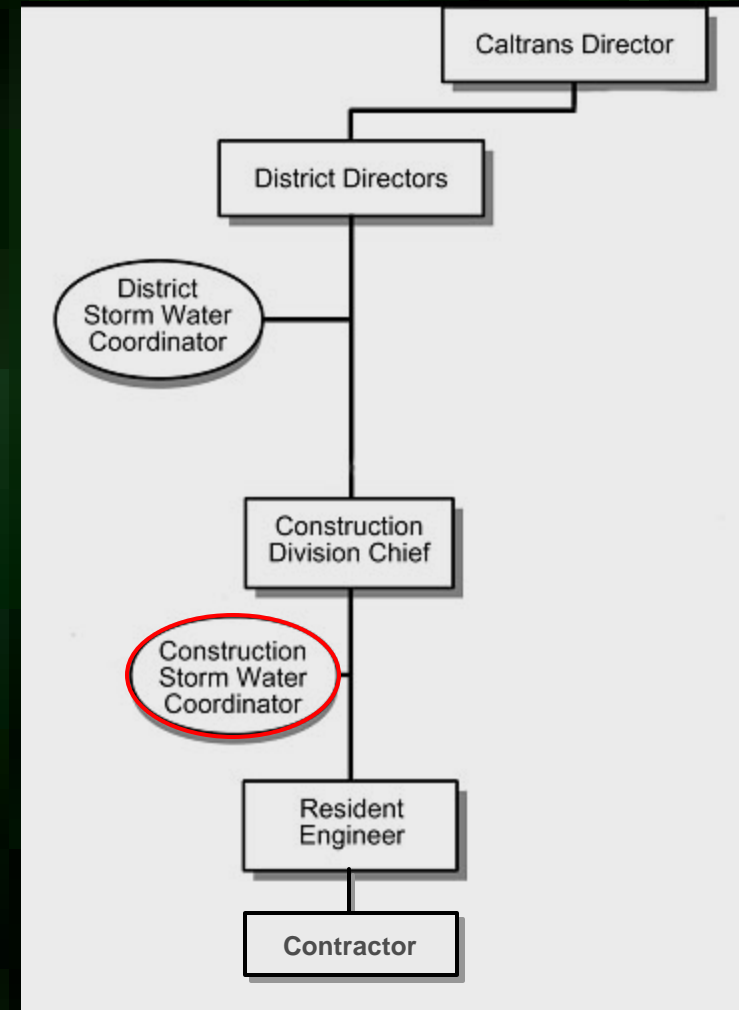 Caltrans Director
District Directors
District
Storm Water
Coordinator
Construction
Division Chief
Construction
Storm Water
Coordinator
Resident
Engineer
Contractor